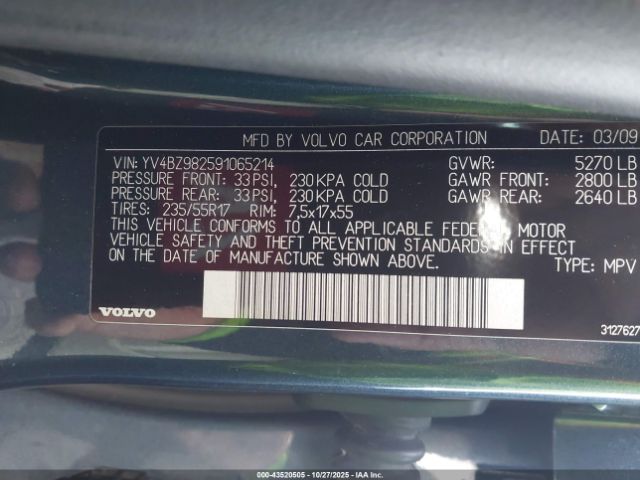 MFD BY VOLVO CAR CORPORATION DATE: 03/09
VIN: YV4BZ982591065214 GVWR: 5270 LB
PRESSURE FRONT: 33 PSI, 230 KPA COLD GAWR FRONT: 2800 LB
PRESSURE REAR: 33 PSI, 230 KPA COLD GAWR REAR: 2640 LB
TIRES: 235/55R17 RIM: 7,5x17x55
THIS VEHICLE CONFORMS TO ALL APPLICABLE FEDERAL MOTOR
VEHICLE SAFETY AND THEFT PREVENTION STANDARDS IN EFFECT
ON THE DATE OF MANUFACTURE SHOWN ABOVE.
TYPE: MPV
VOLVO
3127627
000-43520505 • 10/27/2025 - IAAI.COM